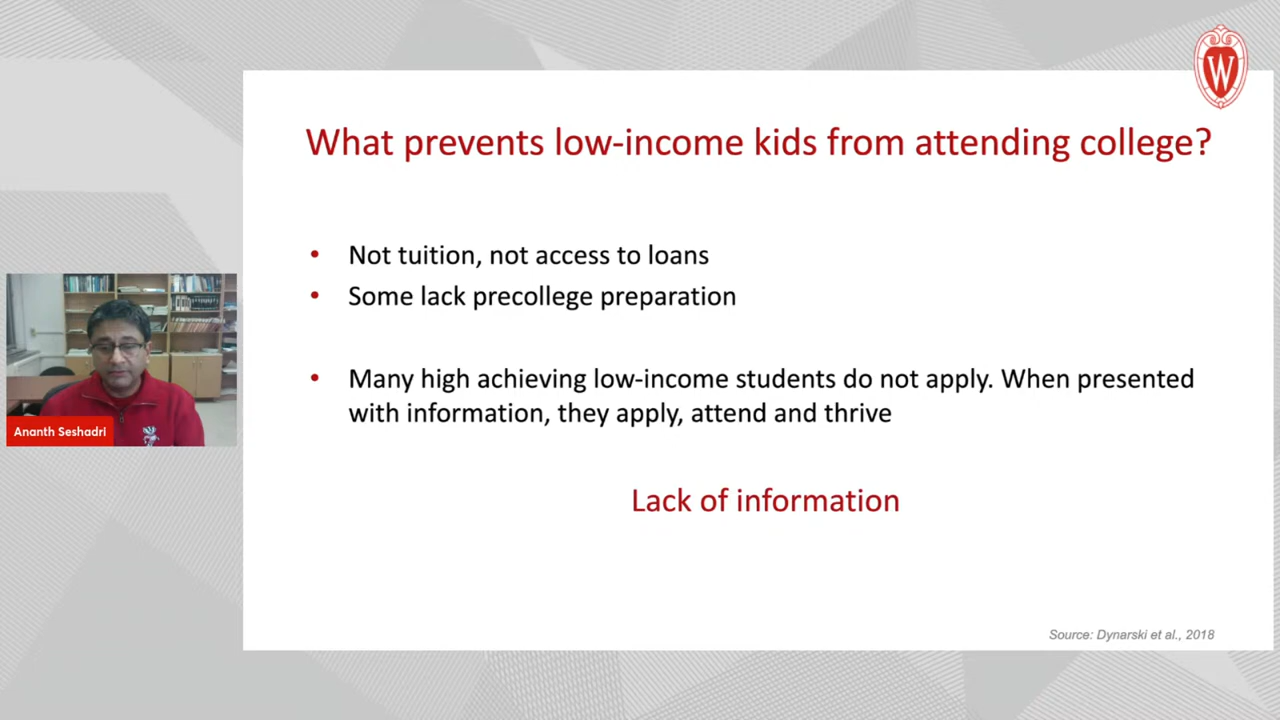 W
What prevents low-income kids from attending college?
• Not tuition, not access to loans
• Some lack precollege preparation
• Many high achieving low-income students do not apply. When presented
with information, they apply, attend and thrive
Ananth Seshadri
Lack of information
Source: Dynarski et al., 2018